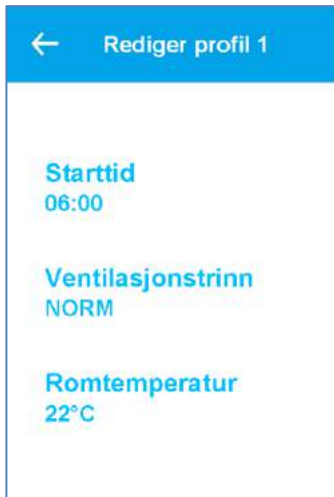 Rediger profil 1
Starttid
06:00
Ventilasjonstrinn
NORM
Romtemperatur
22°C